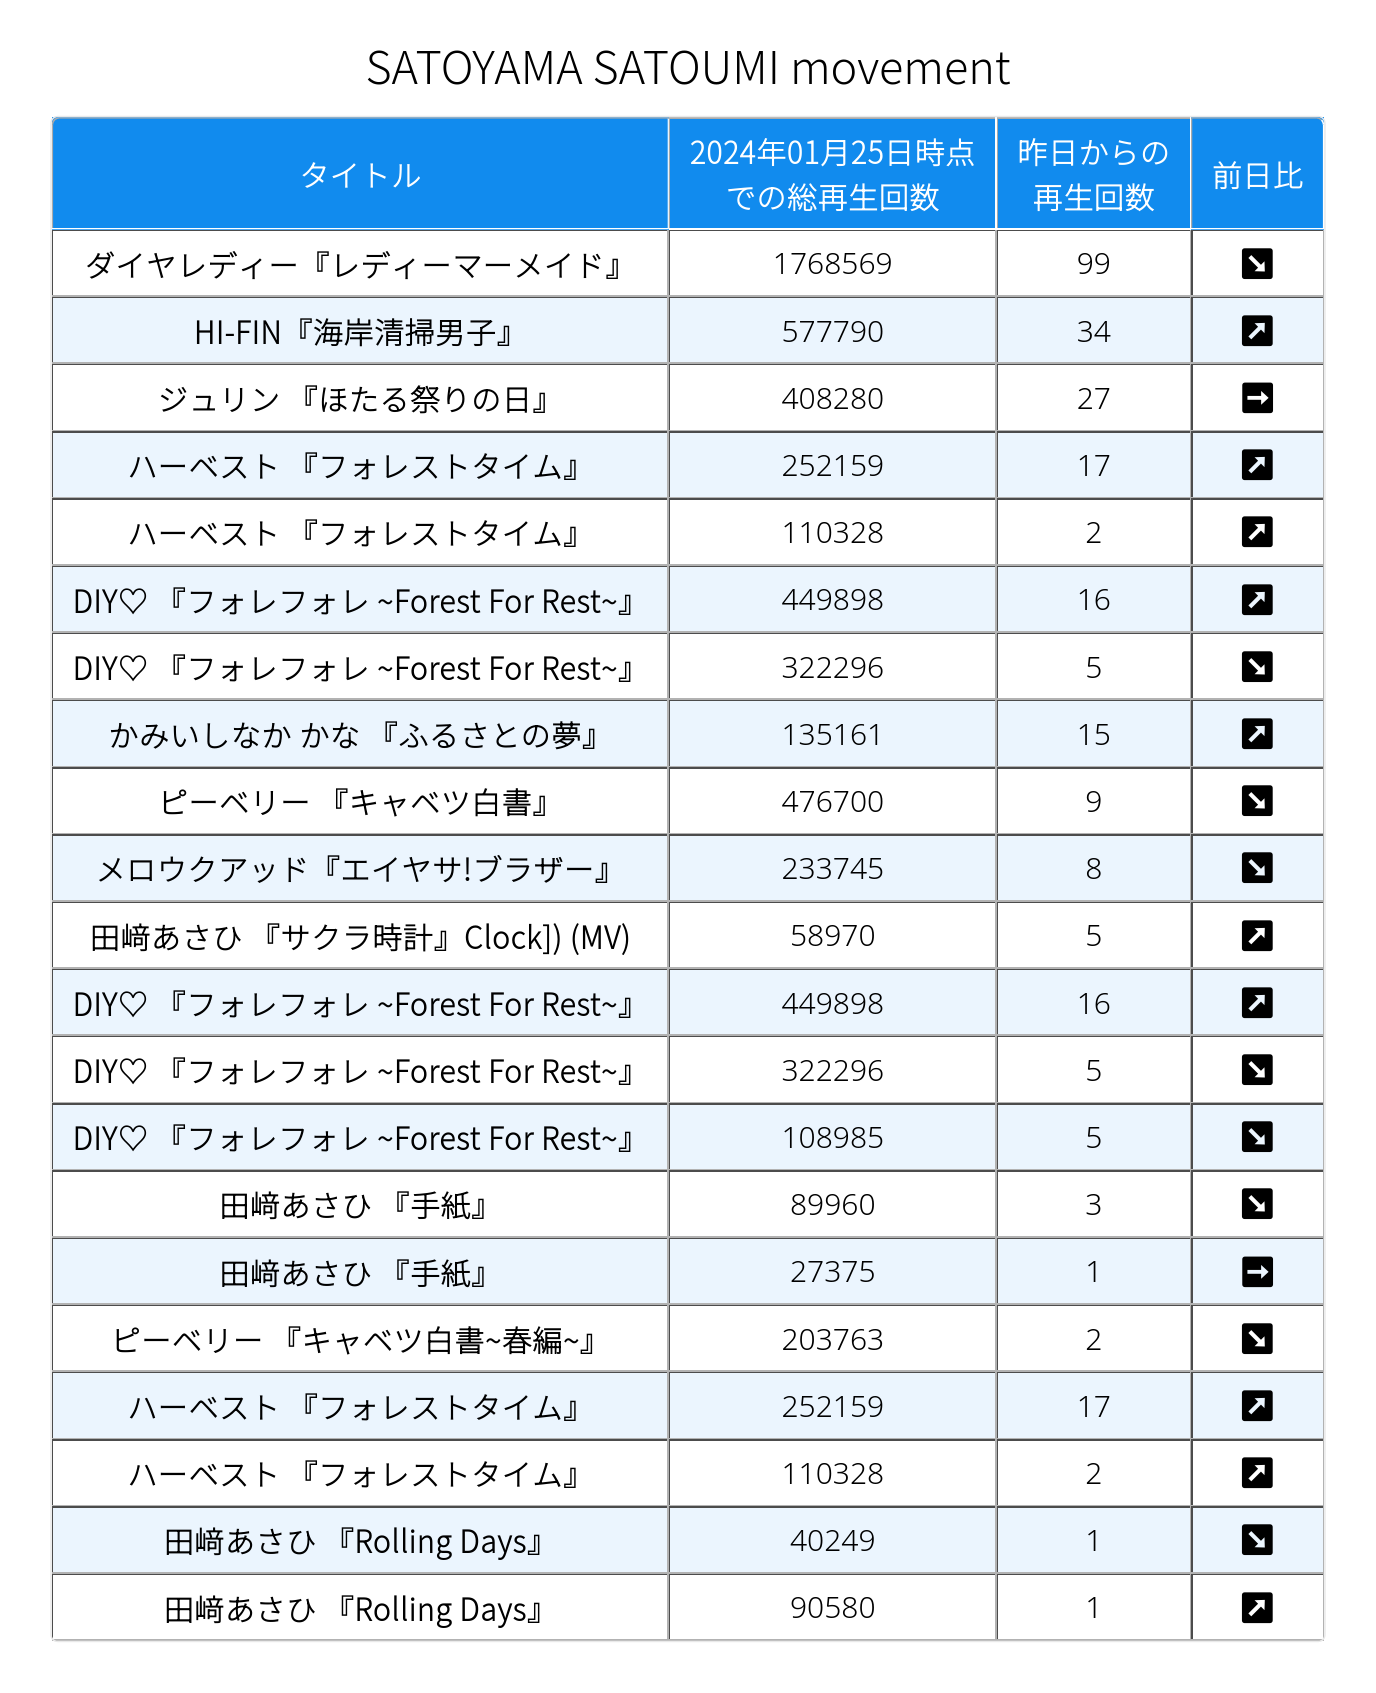 SATOYAMA SATOUMI movement
タイトル 2024年01月25日時点での総再生回数 昨日からの再生回数 前日比
ダイヤレディー『レディーマーメイド』 1768569 99 ↘
HI-FIN『海岸清掃男子』 577790 34 ↗
ジュリン 『ほたる祭りの日』 408280 27 →
ハーベスト 『フォレストタイム』 252159 17 ↗
ハーベスト 『フォレストタイム』 110328 2 ↗
DIY♡ 『フォレフォレ ~Forest For Rest~』 449898 16 ↗
DIY♡ 『フォレフォレ ~Forest For Rest~』 322296 5 ↘
かみいしなか かな 『ふるさとの夢』 135161 15 ↗
ピーベリー 『キャベツ白書』 476700 9 ↘
メロウクアッド『エイヤサ!ブラザー』 233745 8 ↘
田﨑あさひ 『サクラ時計』Clock]) (MV) 58970 5 ↗
DIY♡ 『フォレフォレ ~Forest For Rest~』 449898 16 ↗
DIY♡ 『フォレフォレ ~Forest For Rest~』 322296 5 ↘
DIY♡ 『フォレフォレ ~Forest For Rest~』 108985 5 ↘
田﨑あさひ 『手紙』 89960 3 ↘
田﨑あさひ 『手紙』 27375 1 →
ピーベリー 『キャベツ白書~春編~』 203763 2 ↘
ハーベスト 『フォレストタイム』 252159 17 ↗
ハーベスト 『フォレストタイム』 110328 2 ↗
田﨑あさひ 『Rolling Days』 40249 1 ↘
田﨑あさひ 『Rolling Days』 90580 1 ↗